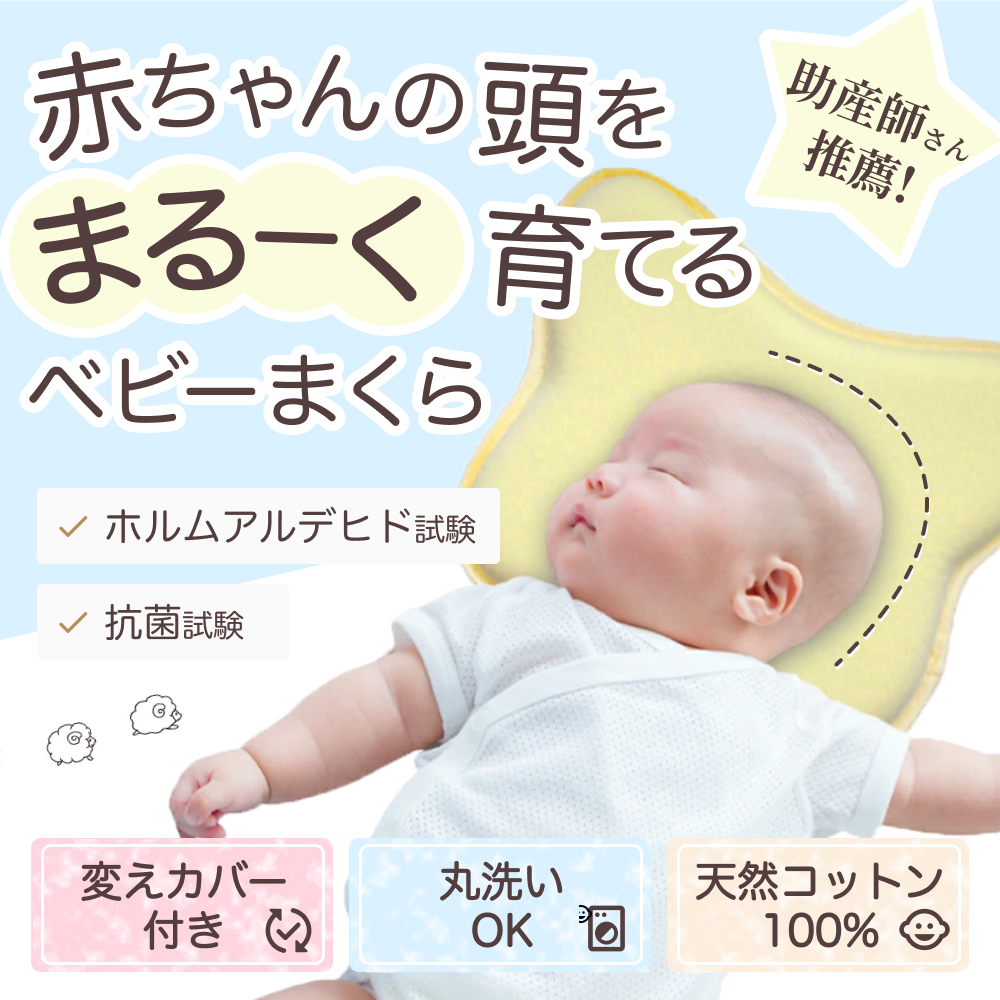 赤ちゃんの頭を
まるーく育てる
ベビーまくら
助産師さん
推薦!
ホルムアルデヒド試験
抗菌試験
変えカバー
付き
丸洗い
OK
天然コットン
100%